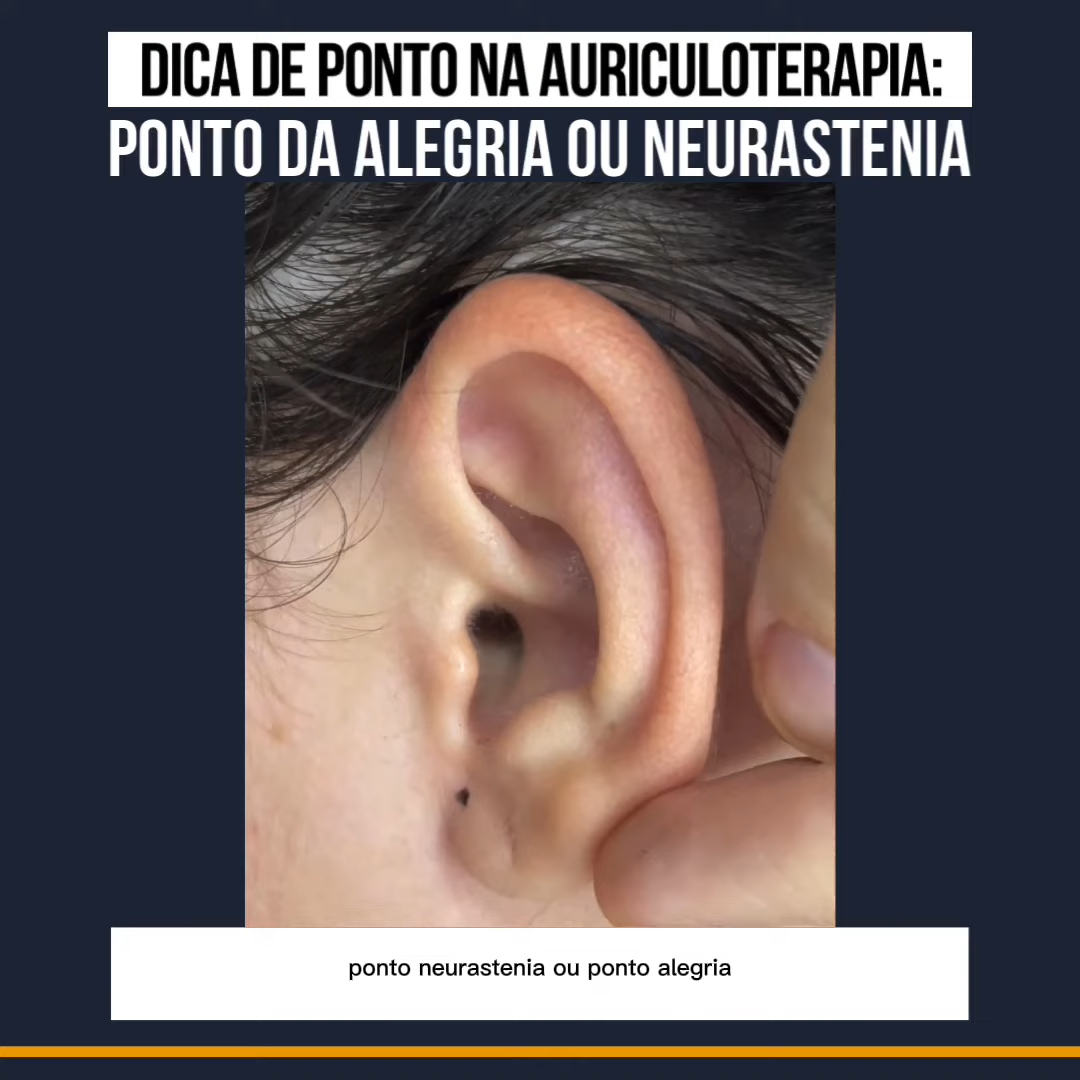 DICA DE PONTO NA AURICULOTERAPIA:
PONTO DA ALEGRIA OU NEURASTENIA
ponto neurastenia ou ponto alegria